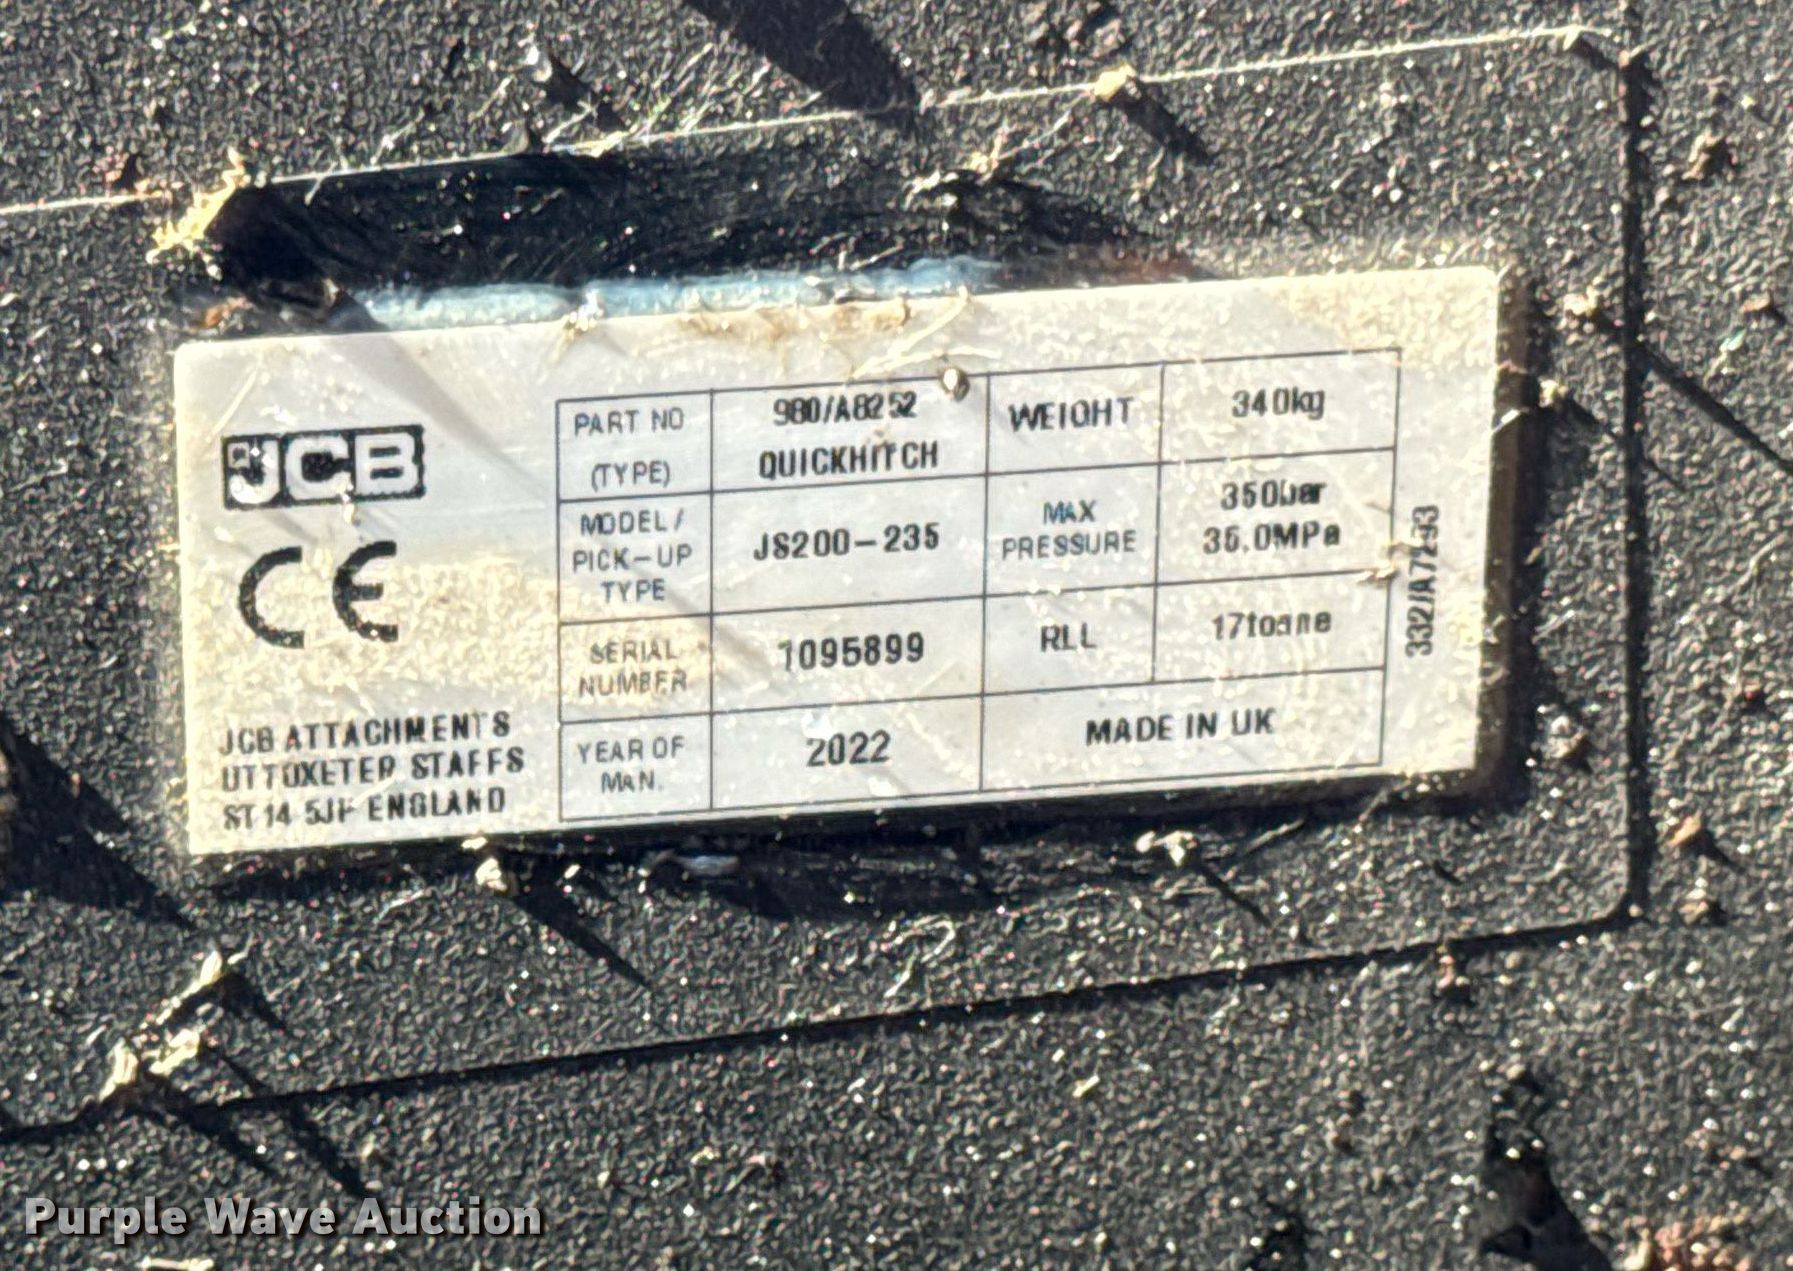 JCB
CE
JCB ATTACHMENTS
UTTOXETER STAFFS
ST14 5JP ENGLAND
PART NO
(TYPE)
980/A8252
QUICKHITCH
WEIGHT
340kg
MODEL/
PICK-UP
TYPE
JS200-235
MAX
PRESSURE
350bar
35.0MPa
SERIAL
NUMBER
1095899
RLL
17tonne
YEAR OF
MAN.
2022
MADE IN UK
332/A7293
Purple Wave Auction